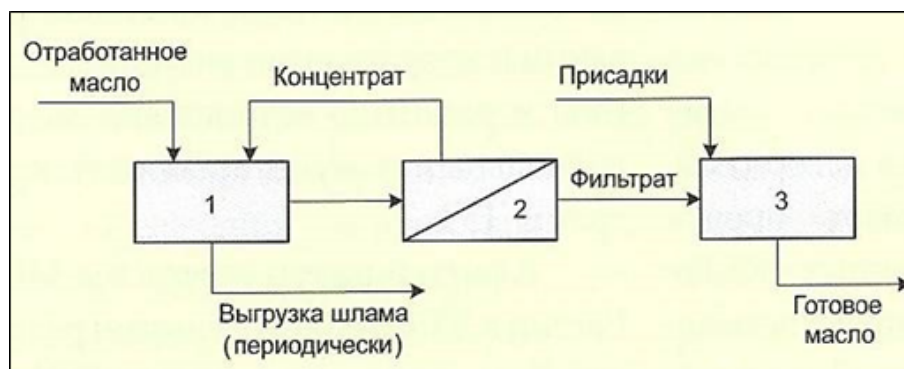 Отработанное
масло
Концентрат
Присадки
1
2
Фильтрат
3
Выгрузка шлама
(периодически)
Готовое
масло